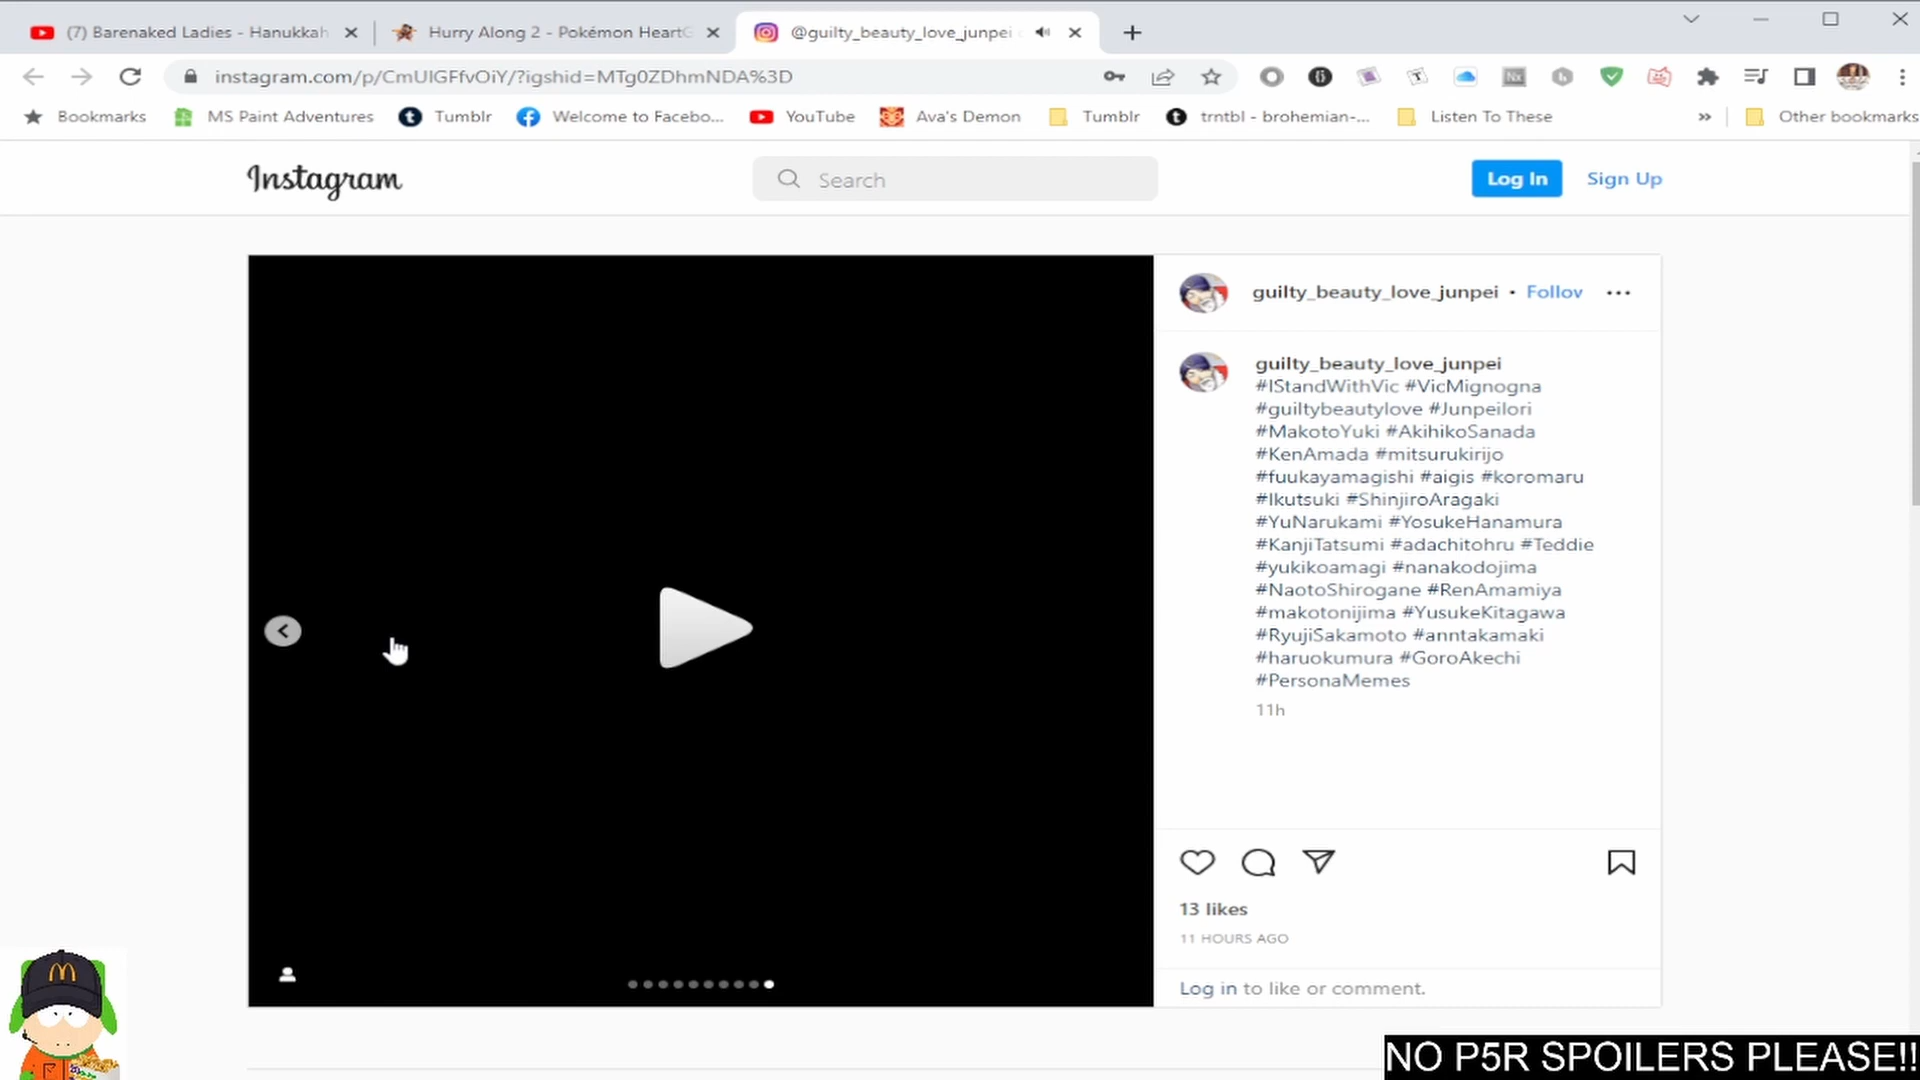 (7) Barenaked Ladies - Hanukkah
Hurry Along 2 - Pokémon HeartG
@guilty_beauty_love_junpei
instagram.com/p/CmUIGFfvOiY/?igshid=MTg0ZDhmNDA%3D
Bookmarks
MS Paint Adventures
Tumblr
Welcome to Facebo...
YouTube
Ava's Demon
Tumblr
trntbl - brohemian-...
Listen To These
Other bookmarks
Instagram
Search
Log In
Sign Up
guilty_beauty_love_junpei • Follow
guilty_beauty_love_junpei
#IStandWithVic #VicMignogna
#guiltybeautylove #JunpeiIori
#MakotoYuki #AkihikoSanada
#KenAmada #mitsurukirijo
#fuukayamagishi #aigis #koromaru
#Ikutsuki #ShinjiroAragaki
#YuNarukami #YosukeHanamura
#KanjiTatsumi #adachitohru #Teddie
#yukikoamagi #nanakodojima
#NaotoShirogane #RenAmamiya
#makotonijima #YusukeKitagawa
#RyujiSakamoto #anntakamaki
#haruokumura #GoroAkechi
#PersonaMemes
11h
13 likes
11 HOURS AGO
Log in to like or comment.
NO P5R SPOILERS PLEASE!!